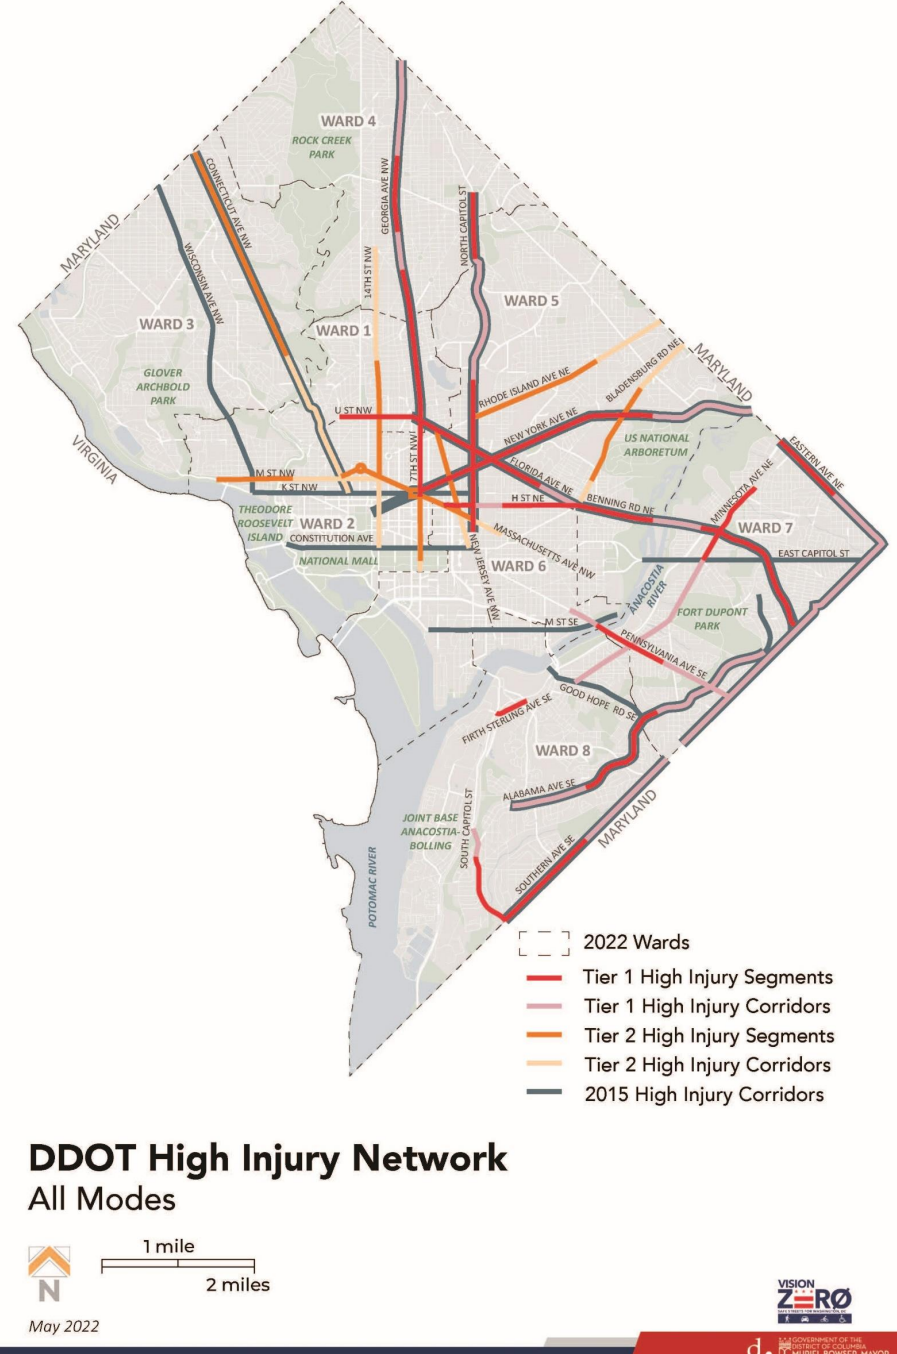 WARD 4
ROCK CREEK
PARK
GEORGIA AVE NW
NORTH CAPITOL ST
CONNECTICUT AVE NW
MARYLAND
WISCONSIN AVE NW
14TH ST NW
WARD 5
WARD 3
WARD 1
GLOVER
ARCHBOLD
PARK
RHODE ISLAND AVE NE
BLADENSBURG RD NE
MARYLAND
U ST NW
NEW YORK AVE NE
US NATIONAL
ARBORETUM
VIRGINIA
7TH ST NW
FLORIDA AVE NE
EASTERN AVE NE
M ST NW
K ST NW
H ST NE
BENNING RD NE
MINNESOTA AVE NE
THEODORE
ROOSEVELT
ISLAND
WARD 2
CONSTITUTION AVE
NATIONAL MALL
MASSACHUSETTS AVE NW
NEW JERSEY AVE NW
WARD 6
WARD 7
EAST CAPITOL ST
ANACOSTIA
RIVER
FORT DUPONT
PARK
M ST SE
PENNSYLVANIA AVE SE
GOOD HOPE RD SE
FIRTH STERLING AVE SE
WARD 8
ALABAMA AVE SE
JOINT BASE
ANACOSTIA-
BOLLING
SOUTH CAPITOL ST
MARYLAND
SOUTHERN AVE SE
POTOMAC RIVER
2022 Wards
Tier 1 High Injury Segments
Tier 1 High Injury Corridors
Tier 2 High Injury Segments
Tier 2 High Injury Corridors
2015 High Injury Corridors
DDOT High Injury Network
All Modes
1 mile
2 miles
N
May 2022
VISION
ZERO
SAFE STREETS FOR WASHINGTON, DC
d.
GOVERNMENT OF THE
DISTRICT OF COLUMBIA
MURIEL BOWSER, MAYOR